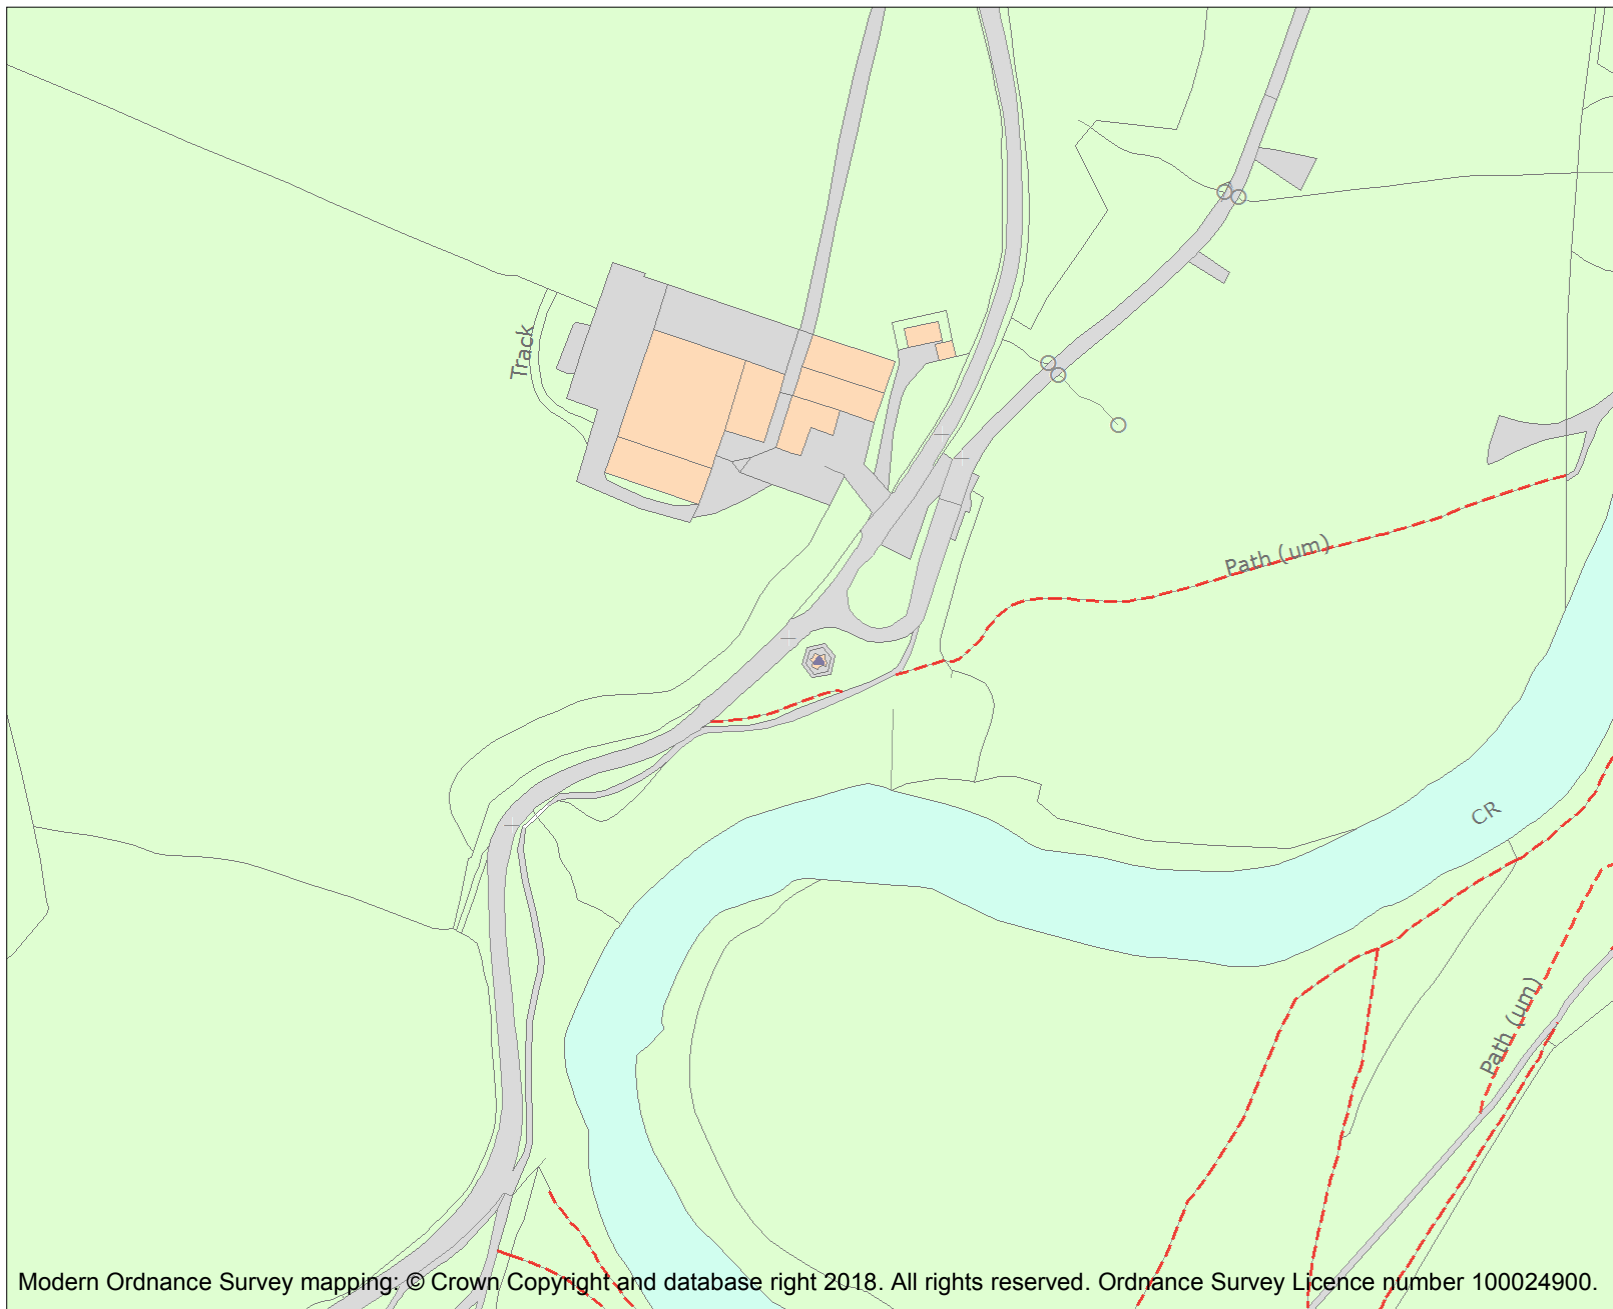 Track
Path (um)
CR
Path (um)
Modern Ordnance Survey mapping: © Crown Copyright and database right 2018. All rights reserved. Ordnance Survey Licence number 100024900.